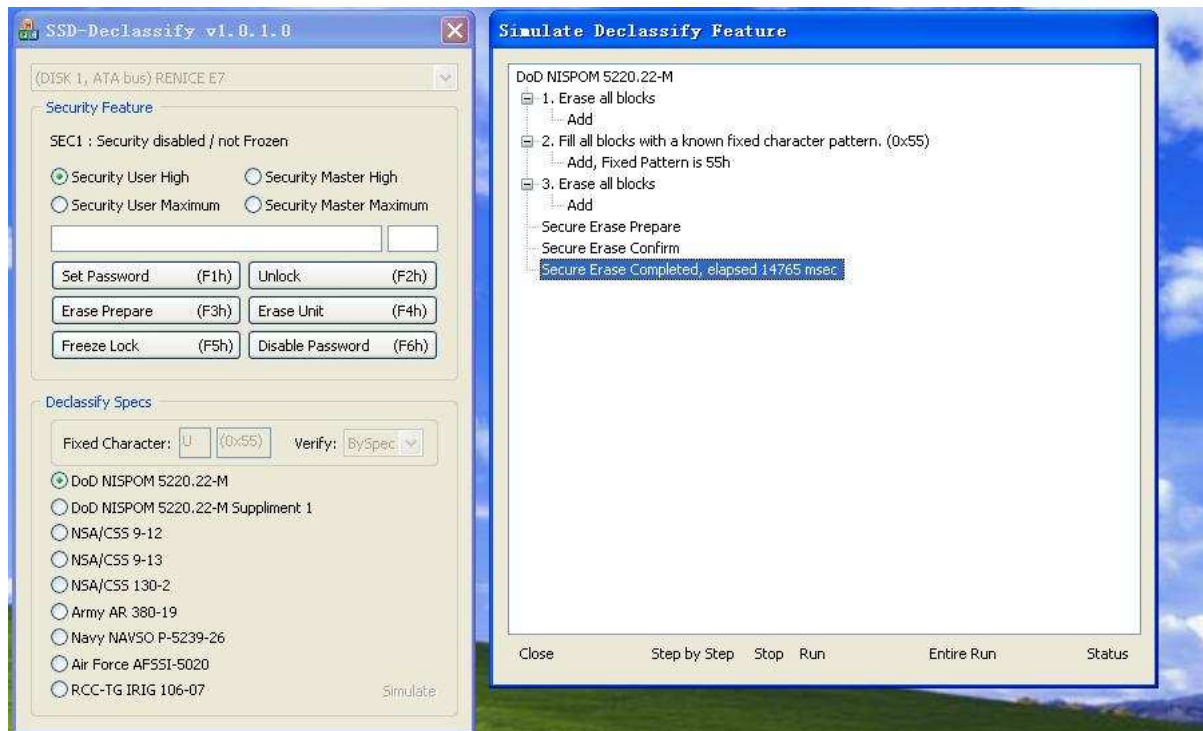 SSD-Declassify v1.0.1.0
(DISK 1, ATA bus) RENICE E7
Security Feature
SEC1 : Security disabled / not Frozen
Security User High Security Master High
Security User Maximum Security Master Maximum
Set Password (F1h) Unlock (F2h)
Erase Prepare (F3h) Erase Unit (F4h)
Freeze Lock (F5h) Disable Password (F6h)
Declassify Specs
Fixed Character: U (0x55) Verify: BySpec
DoD NISPOM 5220.22-M
DoD NISPOM 5220.22-M Suppliment 1
NSA/CSS 9-12
NSA/CSS 9-13
NSA/CSS 130-2
Army AR 380-19
Navy NAVSO P-5239-26
Air Force AFSSI-5020
RCC-TG IRIG 106-07 Simulate
Simulate Declassify Feature
DoD NISPOM 5220.22-M
1. Erase all blocks
Add
2. Fill all blocks with a known fixed character pattern. (0x55)
Add, Fixed Pattern is 55h
3. Erase all blocks
Add
Secure Erase Prepare
Secure Erase Confirm
Secure Erase Completed, elapsed 14765 msec
Close Step by Step Stop Run Entire Run Status